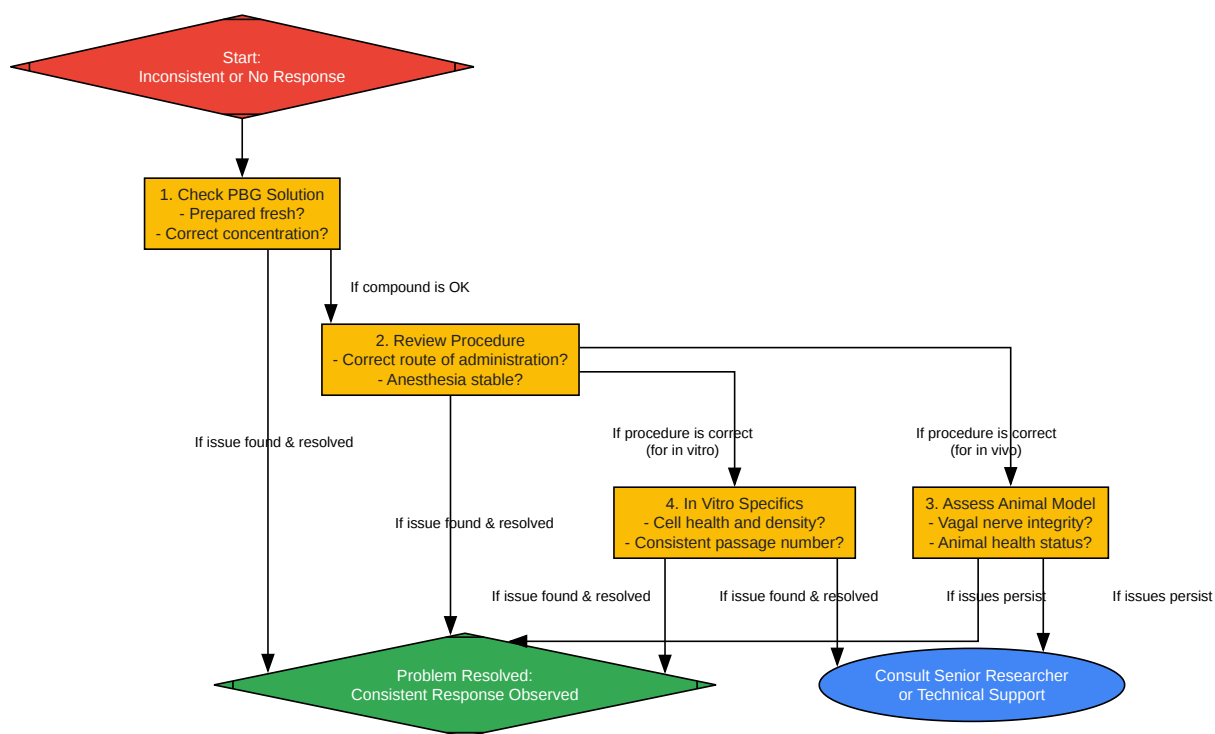 Start:
Inconsistent or No Response
1. Check PBG Solution
- Prepared fresh?
- Correct concentration?
If compound is OK
2. Review Procedure
- Correct route of administration?
- Anesthesia stable?
If issue found & resolved
If procedure is correct
(for in vitro)
If procedure is correct
(for in vivo)
If issue found & resolved
4. In Vitro Specifics
- Cell health and density?
- Consistent passage number?
3. Assess Animal Model
- Vagal nerve integrity?
- Animal health status?
If issue found & resolved
If issue found & resolved
If issues persist
If issues persist
Problem Resolved:
Consistent Response Observed
Consult Senior Researcher
or Technical Support